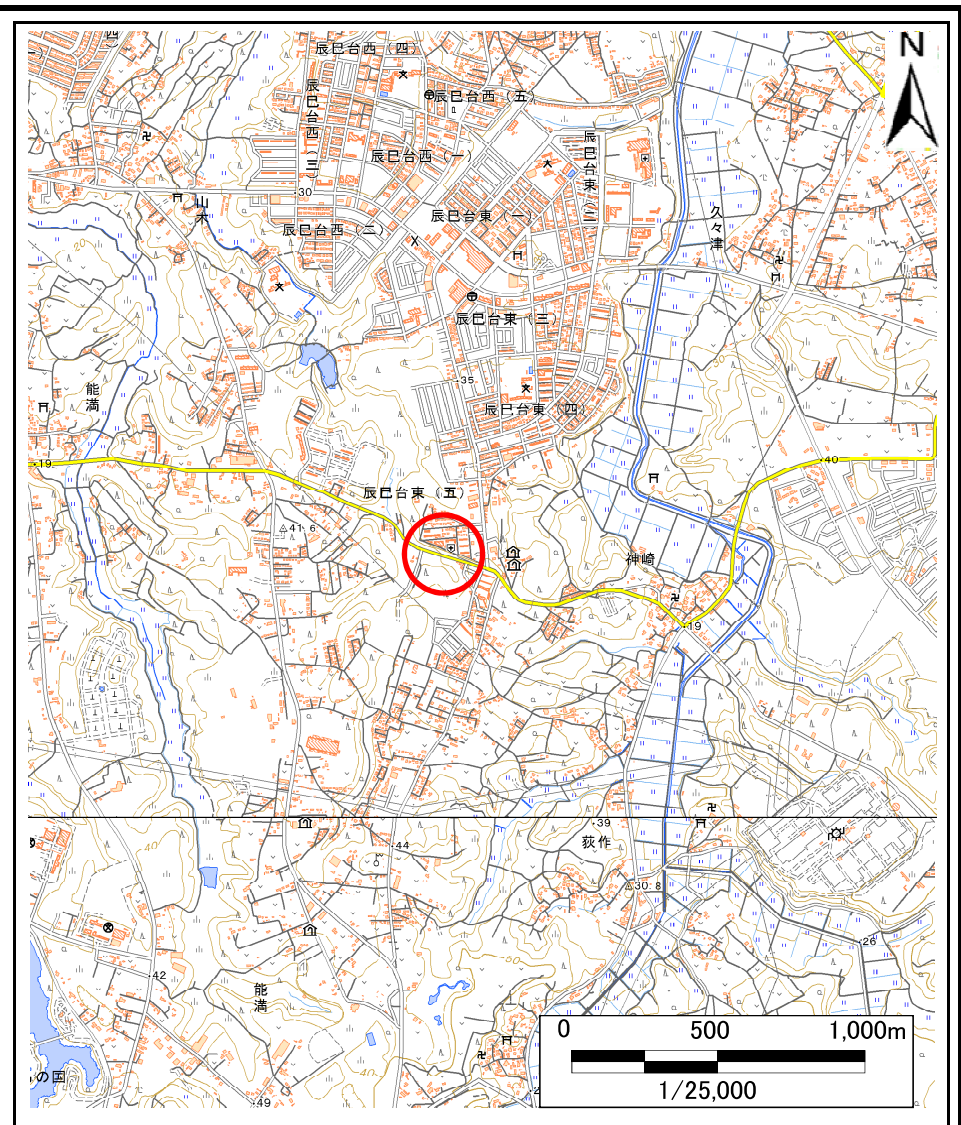 辰巳台西（四）
N
辰巳台西（五）
辰巳台西（三）
辰巳台西（一）
辰巳台東（二）
30
山木
辰巳台東（一）
久々津
辰巳台西（二）
辰巳台東（三）
35
能満
辰巳台東（四）
19
40
辰巳台東（五）
41.6
神崎
19
39
荻作
44
30.8
26
42
能満
の国
49
0 500 1,000m
1/25,000